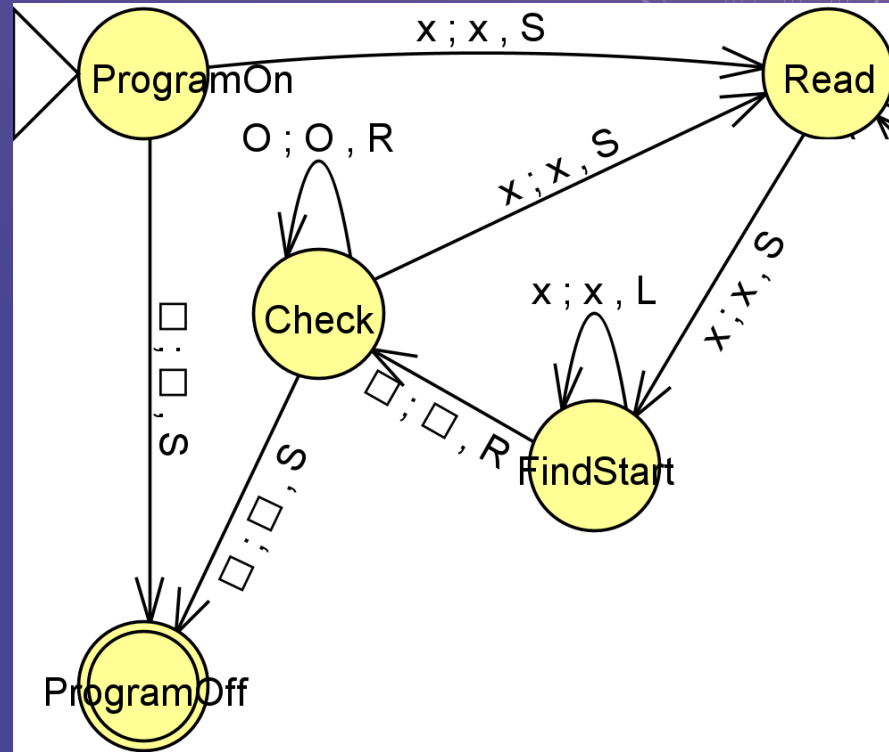 x ; x , S
ProgramOn
Read
O ; O , R
x ; x , S
x ; x , S
x ; x , L
Check
□ ; □ , S
□ ; □ , R
FindStart
□ ; □ , S
ProgramOff